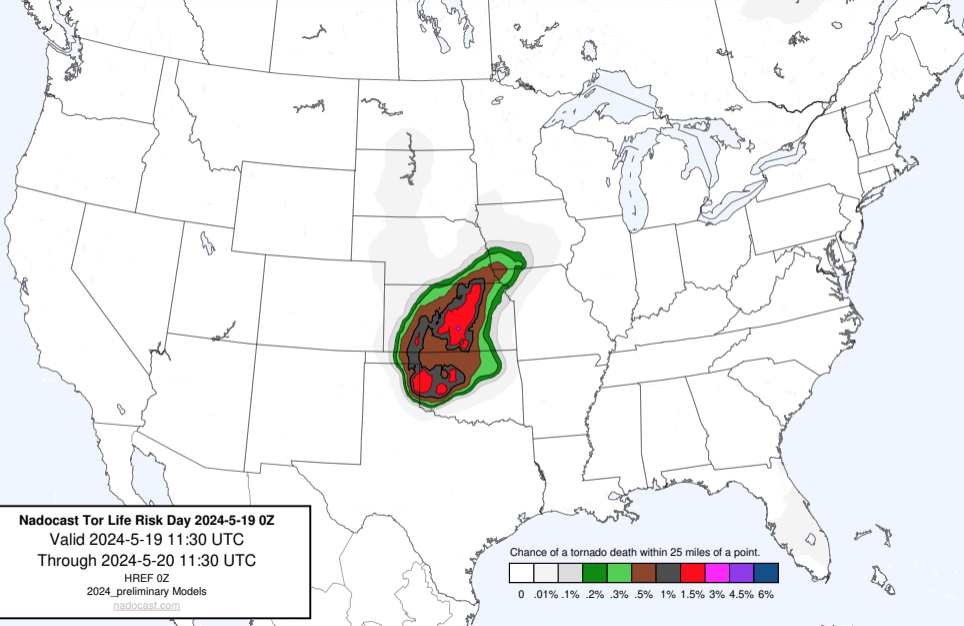 Nadocast Tor Life Risk Day 2024-5-19 0Z
Valid 2024-5-19 11:30 UTC
Through 2024-5-20 11:30 UTC
HREF 0Z
2024_preliminary Models
nadocast.com
Chance of a tornado death within 25 miles of a point.
0 .01% .1% .2% .3% .5% 1% 1.5% 3% 4.5% 6%